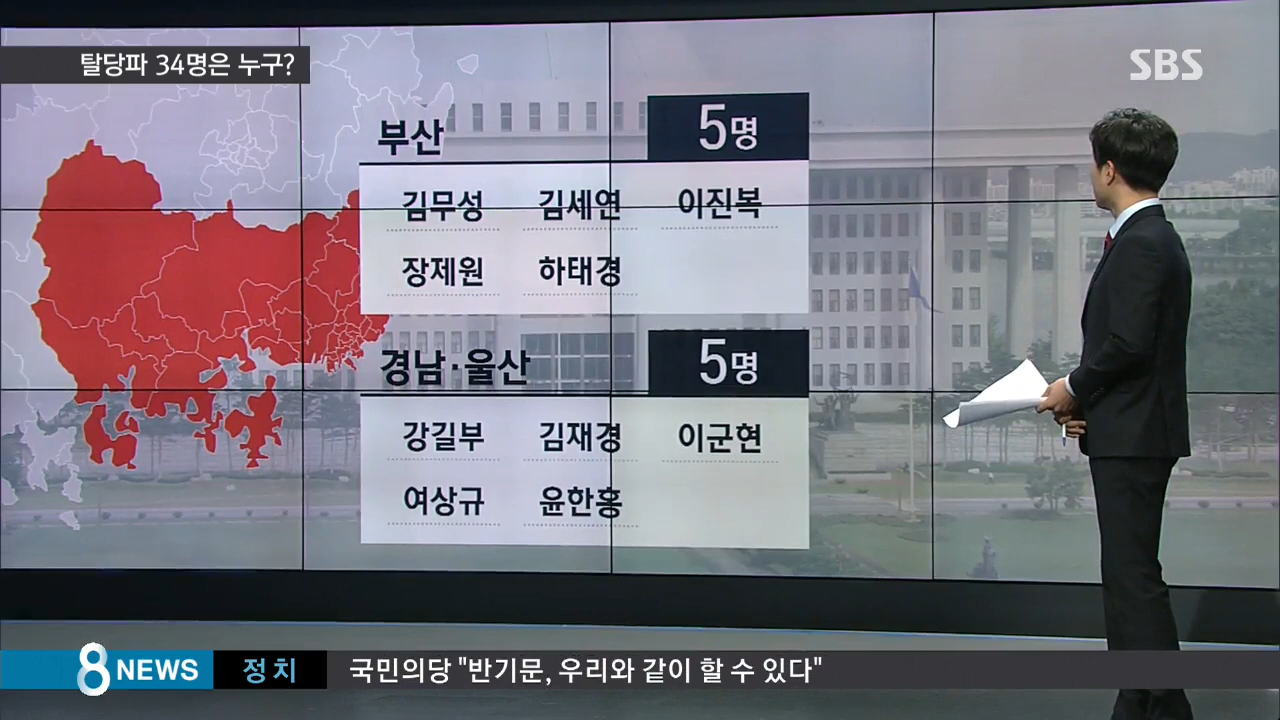 탈당파 34명은 누구?
SBS
부산 5명
김무성 김세연 이진복
장제원 하태경
경남·울산 5명
강길부 김재경 이군현
여상규 윤한홍
8 NEWS 정치 국민의당 "반기문, 우리와 같이 할 수 있다"